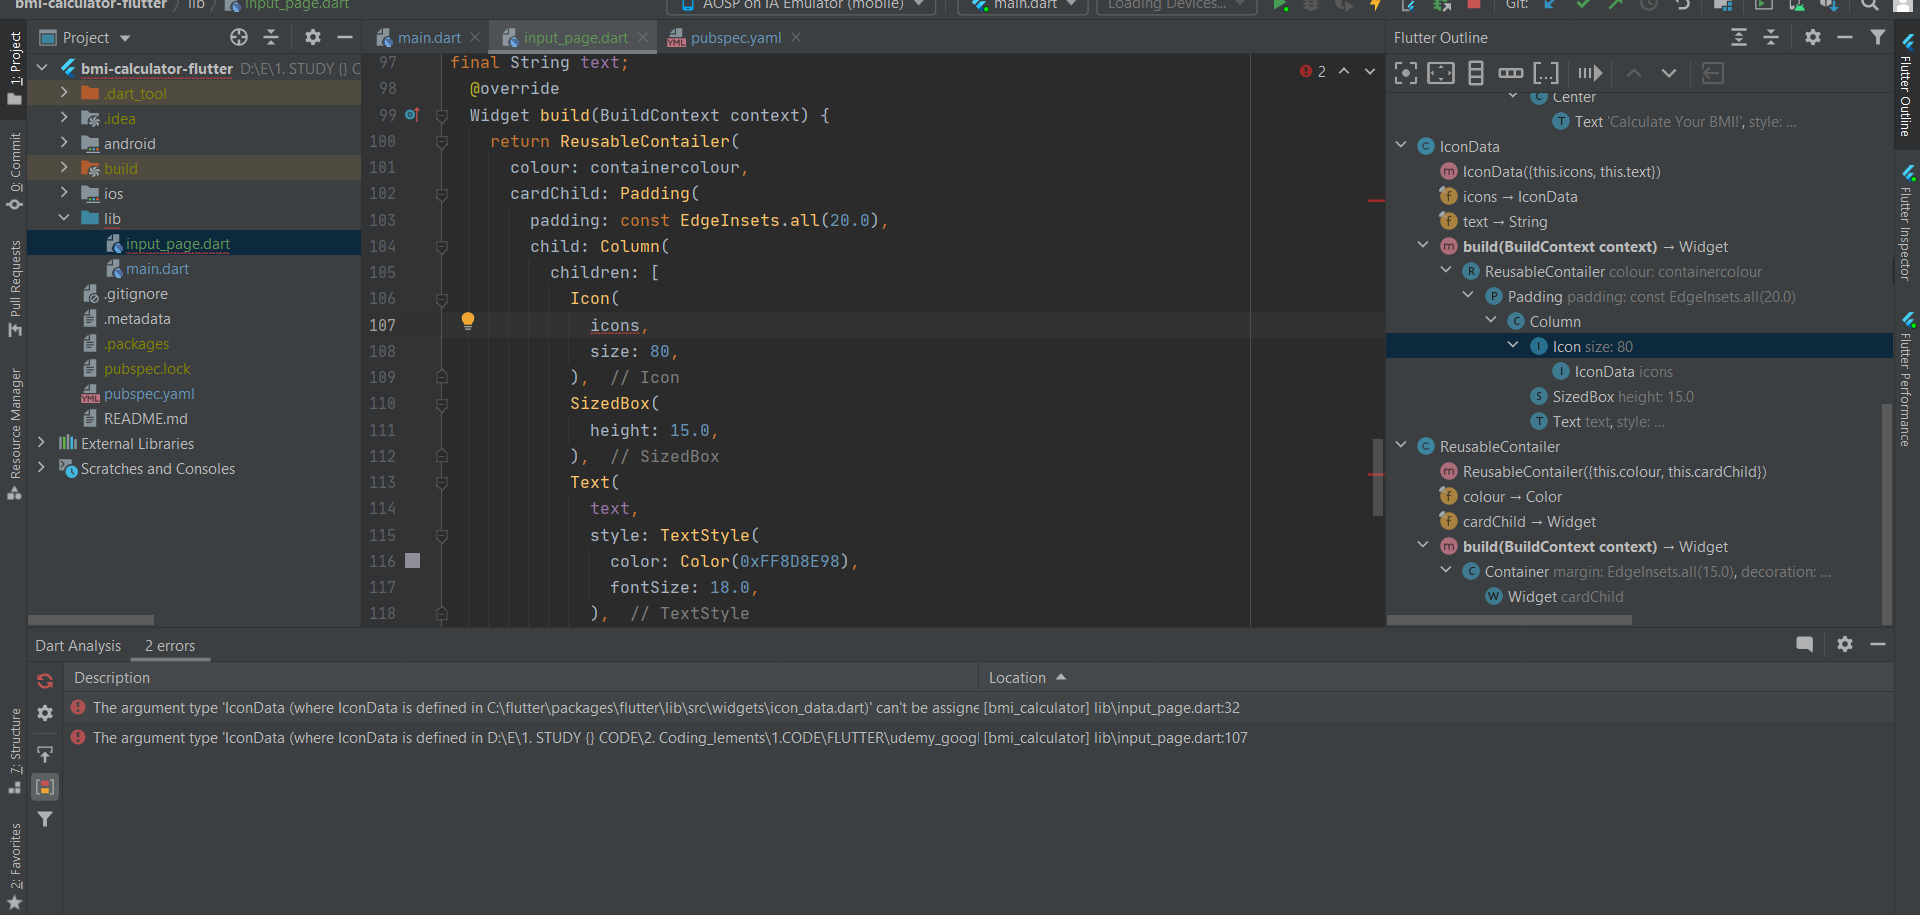 bmi-calculator-flutter
lib
input_page.dart
AOSP on IA Emulator (mobile)
main.dart
Loading Devices...
Git:
1: Project
0: Commit
Pull Requests
Resource Manager
7: Structure
2: Favorites
Project
bmi-calculator-flutter D:\E\1. STUDY {} C
.dart_tool
.idea
android
build
ios
lib
input_page.dart
main.dart
.gitignore
.metadata
.packages
pubspec.lock
pubspec.yaml
README.md
External Libraries
Scratches and Consoles
main.dart
input_page.dart
pubspec.yaml
2
97 final String text;
98 @override
99 Widget build(BuildContext context) {
100 return ReusableContailer(
101 colour: containercolour,
102 cardChild: Padding(
103 padding: const EdgeInsets.all(20.0),
104 child: Column(
105 children: [
106 Icon(
107 icons,
108 size: 80,
109 ), // Icon
110 SizedBox(
111 height: 15.0,
112 ), // SizedBox
113 Text(
114 text,
115 style: TextStyle(
116 color: Color(0xFF8D8E98),
117 fontSize: 18.0,
118 ), // TextStyle
Flutter Outline
Center
Text 'Calculate Your BMI!', style: ...
IconData
IconData({this.icons, this.text})
icons → IconData
text → String
build(BuildContext context) → Widget
ReusableContailer colour: containercolour
Padding padding: const EdgeInsets.all(20.0)
Column
Icon size: 80
IconData icons
SizedBox height: 15.0
Text text, style: ...
ReusableContailer
ReusableContailer({this.colour, this.cardChild})
colour → Color
cardChild → Widget
build(BuildContext context) → Widget
Container margin: EdgeInsets.all(15.0), decoration: ...
Widget cardChild
Flutter Outline
Flutter Inspector
Flutter Performance
Dart Analysis
2 errors
Description
Location
The argument type 'IconData (where IconData is defined in C:\flutter\packages\flutter\lib\src\widgets\icon_data.dart)' can't be assigne [bmi_calculator] lib\input_page.dart:32
The argument type 'IconData (where IconData is defined in D:\E\1. STUDY {} CODE\2. Coding_lements\1.CODE\FLUTTER\udemy_googl [bmi_calculator] lib\input_page.dart:107